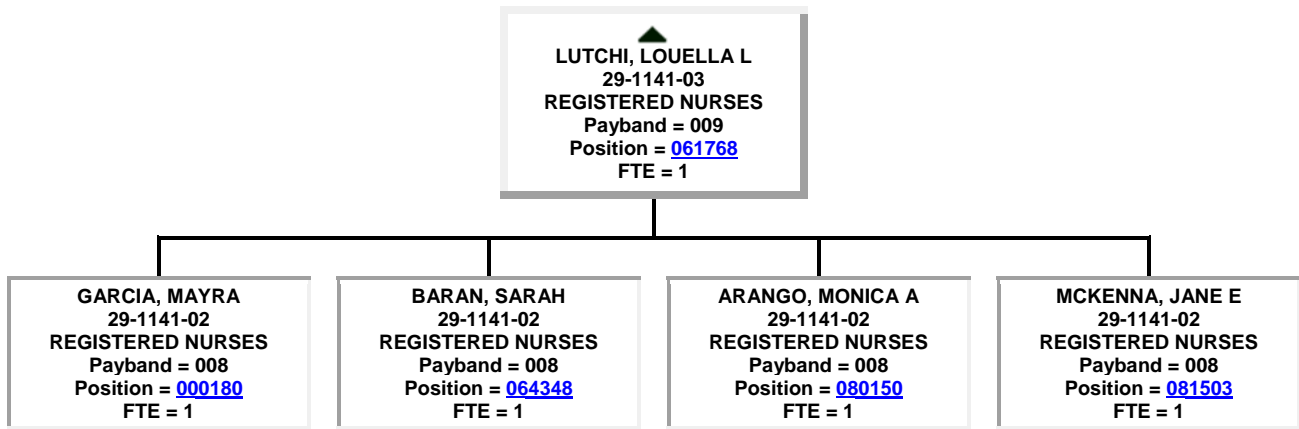 LUTCHI, LOUELLA L
29-1141-03
REGISTERED NURSES
Payband = 009
Position = 061768
FTE = 1
GARCIA, MAYRA
29-1141-02
REGISTERED NURSES
Payband = 008
Position = 000180
FTE = 1
BARAN, SARAH
29-1141-02
REGISTERED NURSES
Payband = 008
Position = 064348
FTE = 1
ARANGO, MONICA A
29-1141-02
REGISTERED NURSES
Payband = 008
Position = 080150
FTE = 1
MCKENNA, JANE E
29-1141-02
REGISTERED NURSES
Payband = 008
Position = 081503
FTE = 1